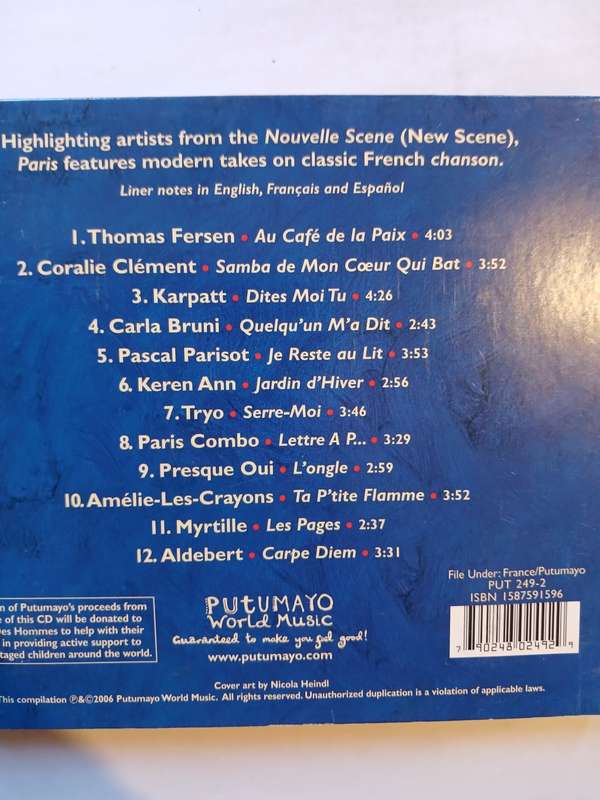 Highlighting artists from the Nouvelle Scene (New Scene),
Paris features modern takes on classic French chanson.
Liner notes in English, Français and Español
1. Thomas Fersen • Au Café de la Paix • 4:03
2. Coralie Clément • Samba de Mon Cœur Qui Bat • 3:52
3. Karpatt • Dites Moi Tu • 4:26
4. Carla Bruni • Quelqu'un M'a Dit • 2:43
5. Pascal Parisot • Je Reste au Lit • 3:53
6. Keren Ann • Jardin d'Hiver • 2:56
7. Tryo • Serre-Moi • 3:46
8. Paris Combo • Lettre A P... • 3:29
9. Presque Oui • L'ongle • 2:59
10. Amélie-Les-Crayons • Ta P'tite Flamme • 3:52
11. Myrtille • Les Pages • 2:37
12. Aldebert • Carpe Diem • 3:31
n of Putumayo's proceeds from
e of this CD will be donated to
Des Hommes to help with their
in providing active support to
taged children around the world.
PUTUMAYO
World Music
Guaranteed to make you feel good!
www.putumayo.com
File Under: France/Putumayo
PUT 249-2
ISBN 1587591596
7 90248 02492 9
Cover art by Nicola Heindl
This compilation ℗&©2006 Putumayo World Music. All rights reserved. Unauthorized duplication is a violation of applicable laws.